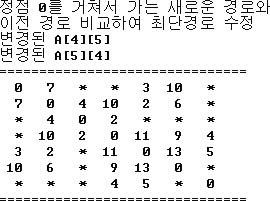 정점 0를 거쳐서 가는 새로운 경로와
이전 경로 비교하여 최단경로 수정
변경된 A[4][5]
변경된 A[5][4]
===============================
0 7 * * 3 10 *
7 0 4 10 2 6 *
* 4 0 2 * * *
* 10 2 0 11 9 4
3 2 * 11 0 13 5
10 6 * 9 13 0 *
* * * 4 5 * 0
===============================